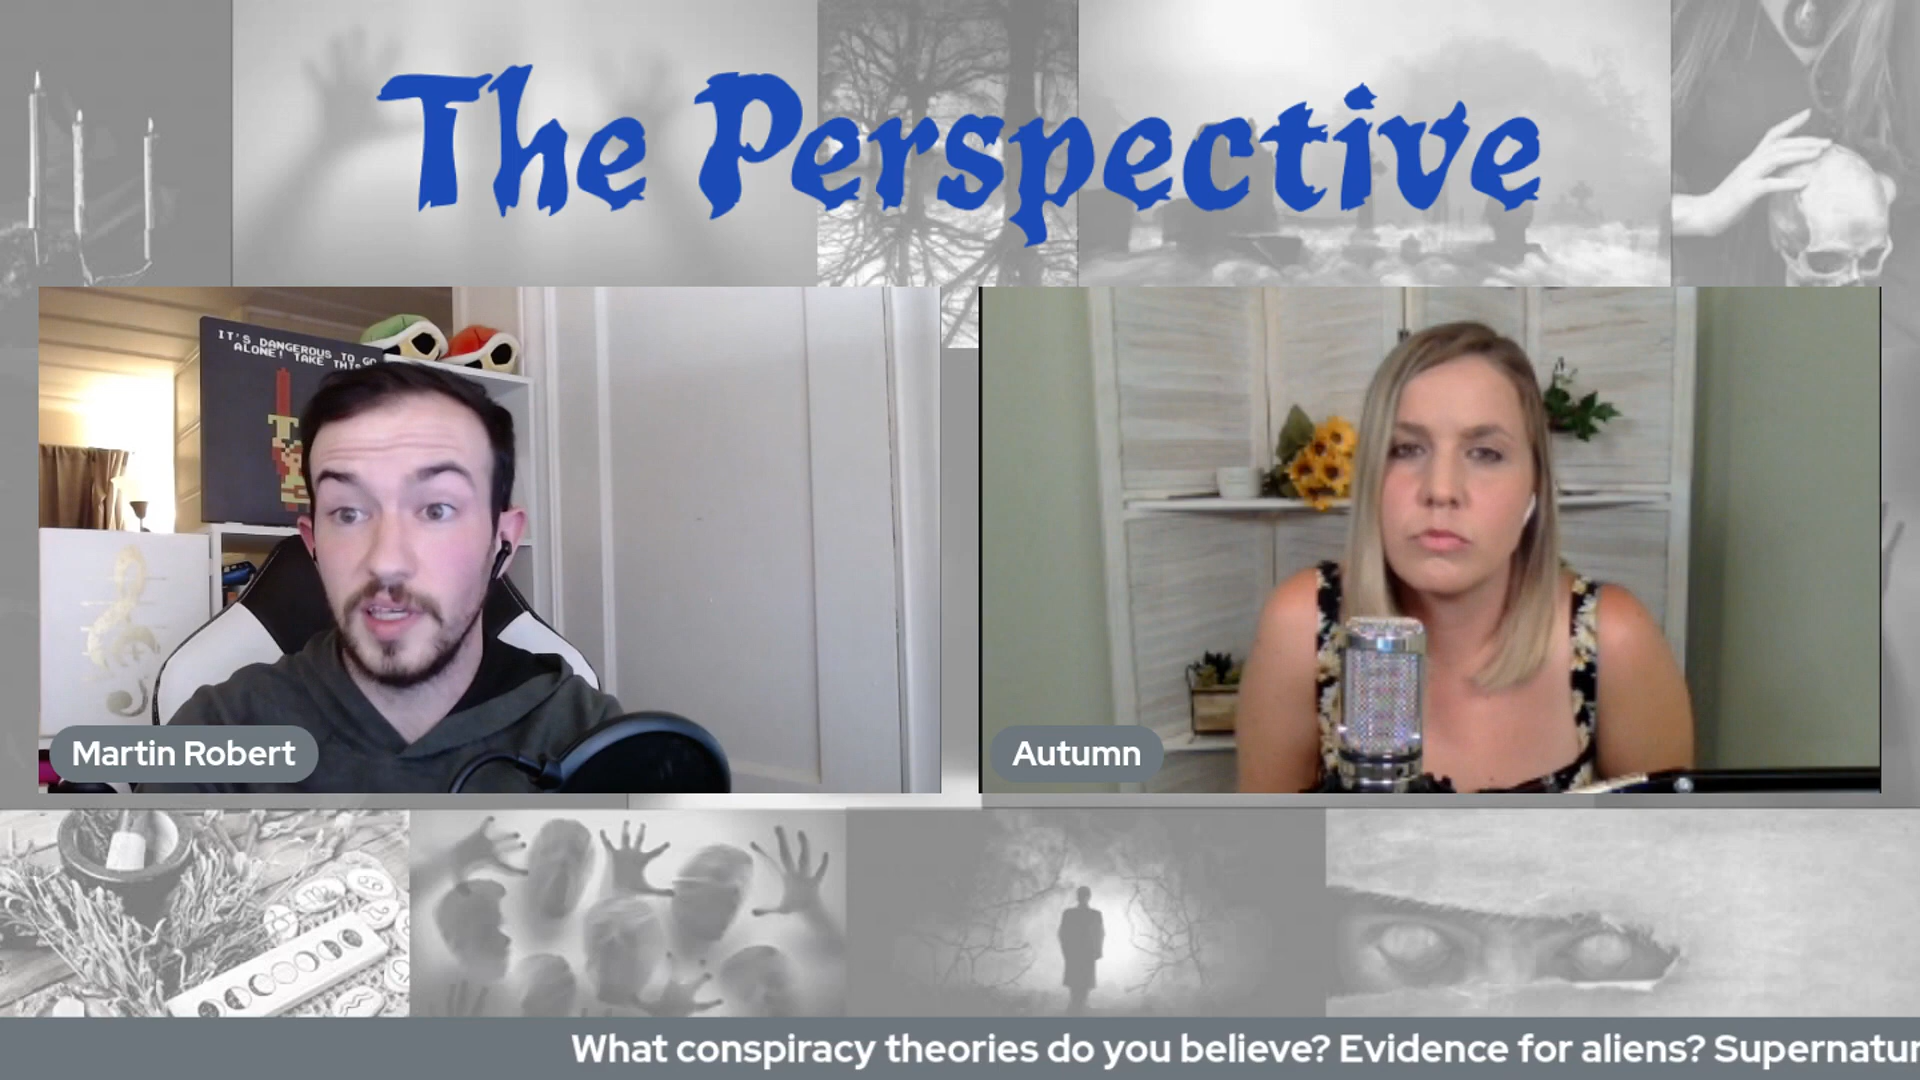 The Perspective
IT'S DANGEROUS TO GO
ALONE! TAKE THIS
Martin Robert
Autumn
What conspiracy theories do you believe? Evidence for aliens? Supernatur